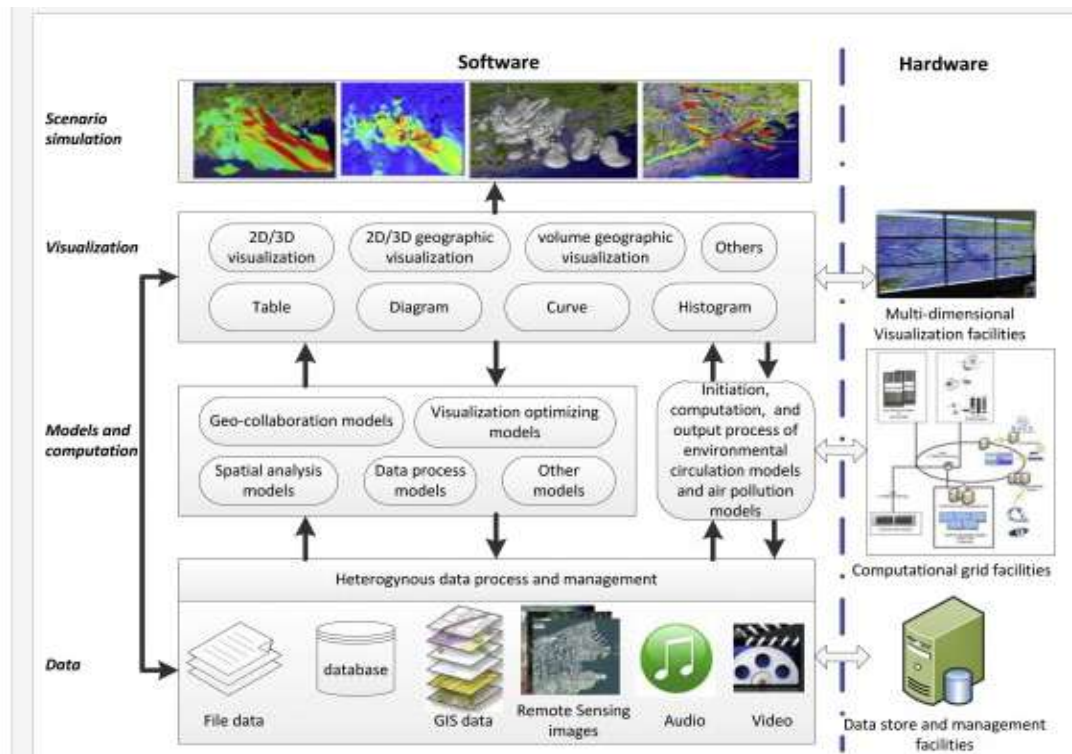 Software
Hardware
Scenario
simulation
Visualization
2D/3D
visualization
2D/3D geographic
visualization
volume geographic
visualization
Others
Table
Diagram
Curve
Histogram
Multi-dimensional
Visualization facilities
Models and
computation
Geo-collaboration models
Visualization optimizing
models
Spatial analysis
models
Data process
models
Other
models
Initiation,
computation, and
output process of
environmental
circulation models
and air pollution
models
Computational grid facilities
Heterogynous data process and management
Data
File data
database
GIS data
Remote Sensing
images
Audio
Video
Data store and management
facilities